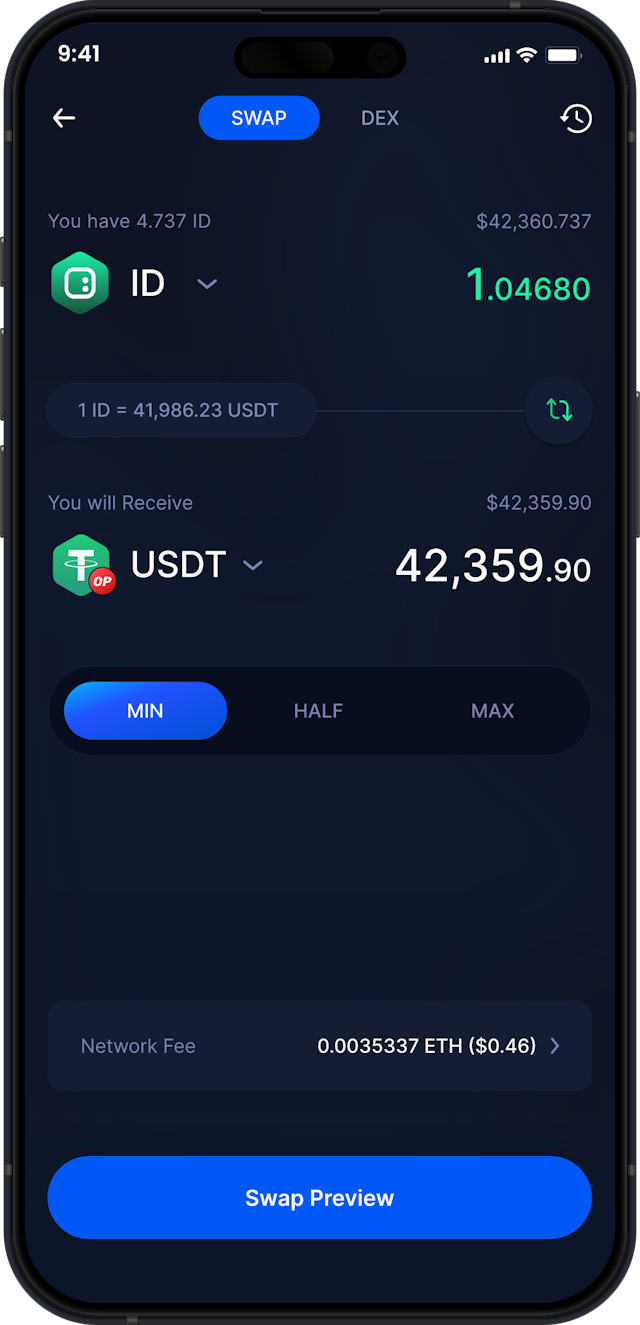 9:41
SWAP DEX
You have 4.737 ID $42,360.737
ID 1.04680
1 ID = 41,986.23 USDT
You will Receive $42,359.90
T OP USDT 42,359.90
MIN HALF MAX
Network Fee 0.0035337 ETH ($0.46)
Swap Preview